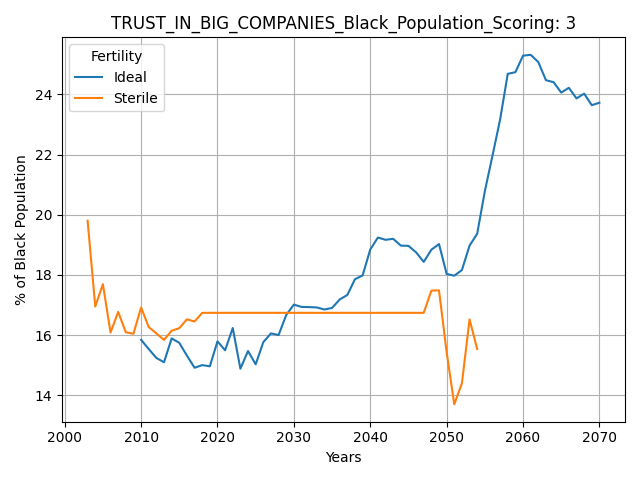 TRUST_IN_BIG_COMPANIES_Black_Population_Scoring: 3
Fertility
Ideal
Sterile
% of Black Population
24
22
20
18
16
14
2000 2010 2020 2030 2040 2050 2060 2070
Years